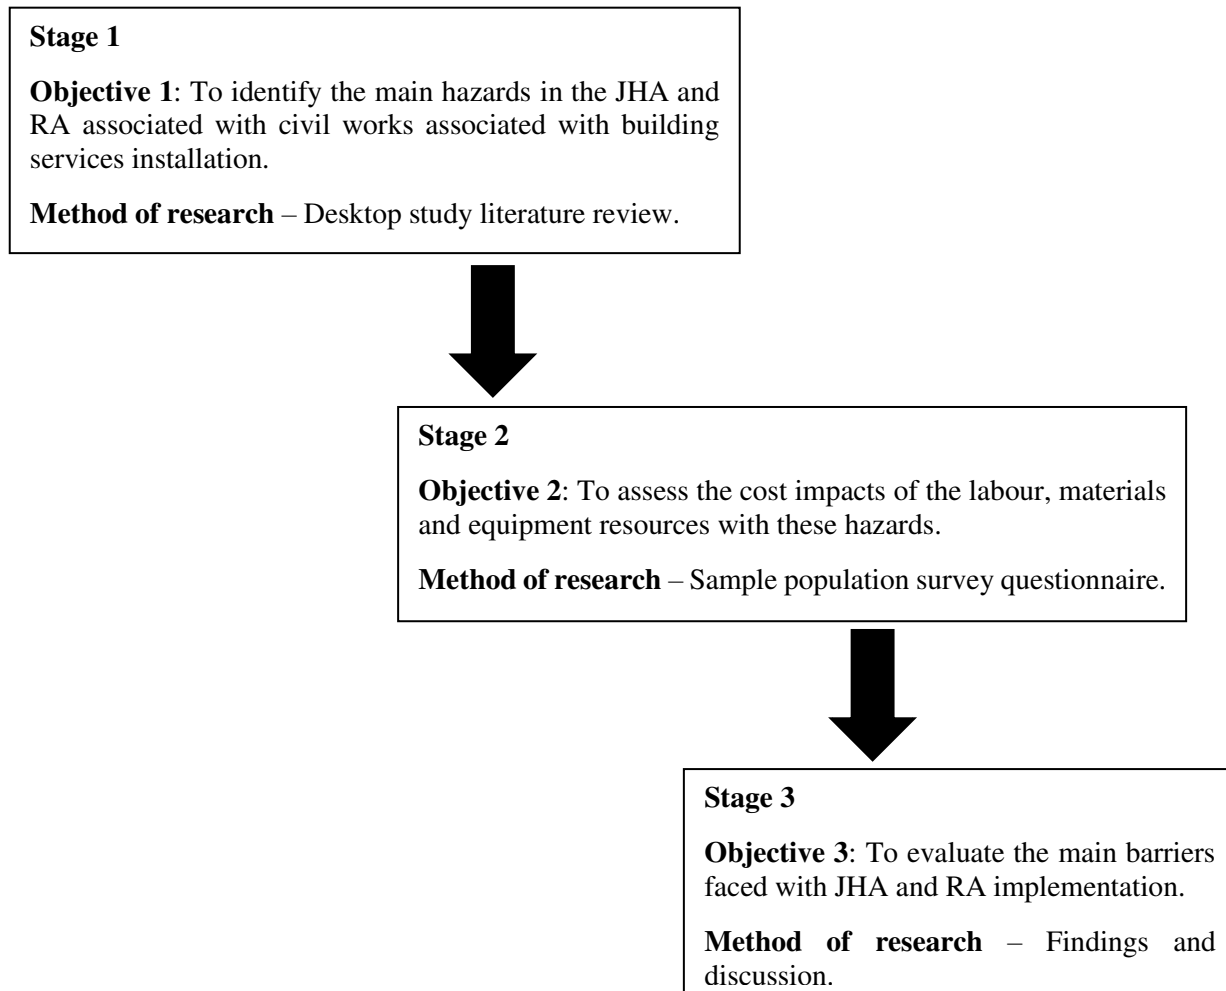 Stage 1
Objective 1: To identify the main hazards in the JHA and
RA associated with civil works associated with building
services installation.
Method of research – Desktop study literature review.
Stage 2
Objective 2: To assess the cost impacts of the labour, materials
and equipment resources with these hazards.
Method of research – Sample population survey questionnaire.
Stage 3
Objective 3: To evaluate the main barriers
faced with JHA and RA implementation.
Method of research – Findings and
discussion.